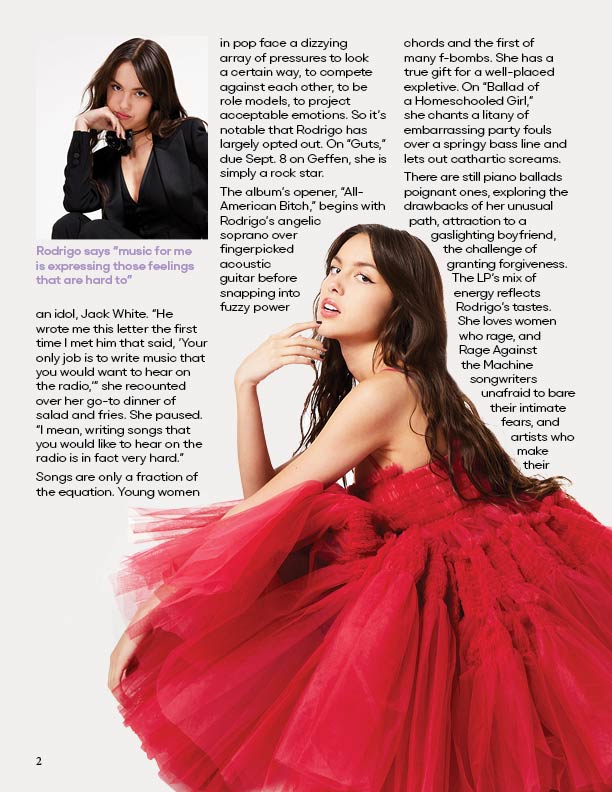 Rodrigo says “music for me
is expressing those feelings
that are hard to”
an idol, Jack White. “He
wrote me this letter the first
time I met him that said, ‘Your
only job is to write music that
you would want to hear on
the radio,’” she recounted
over her go-to dinner of
salad and fries. She paused.
“I mean, writing songs that
you would like to hear on the
radio is in fact very hard.”
Songs are only a fraction of
the equation. Young women
in pop face a dizzying
array of pressures to look
a certain way, to compete
against each other, to be
role models, to project
acceptable emotions. So it’s
notable that Rodrigo has
largely opted out. On “Guts,”
due Sept. 8 on Geffen, she is
simply a rock star.
The album’s opener, “All-
American Bitch,” begins with
Rodrigo’s angelic
soprano over
fingerpicked
acoustic
guitar before
snapping into
fuzzy power
chords and the first of
many f-bombs. She has a
true gift for a well-placed
expletive. On “Ballad of
a Homeschooled Girl,”
she chants a litany of
embarrassing party fouls
over a springy bass line and
lets out cathartic screams.
There are still piano ballads
poignant ones, exploring the
drawbacks of her unusual
path, attraction to a
gaslighting boyfriend,
the challenge of
granting forgiveness.
The LP’s mix of
energy reflects
Rodrigo’s tastes.
She loves women
who rage, and
Rage Against
the Machine
songwriters
unafraid to bare
their intimate
fears, and
artists who
make
their
2